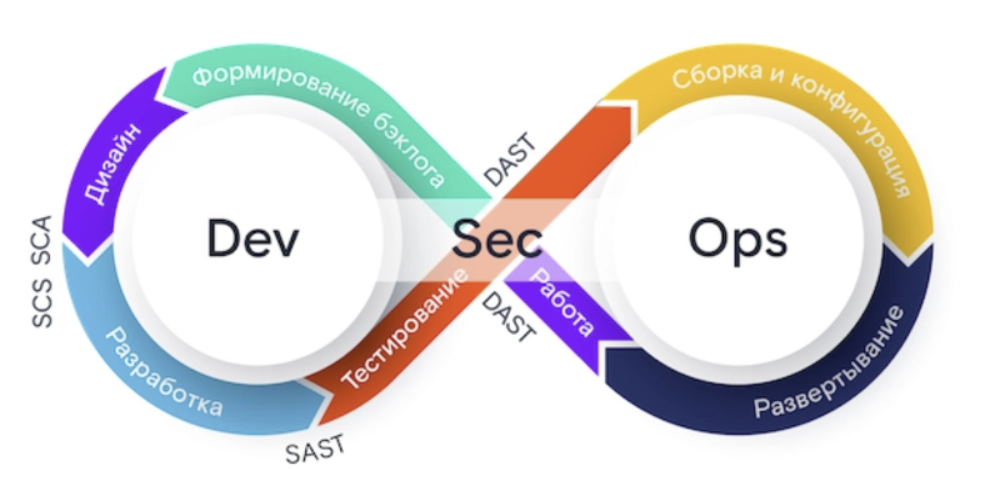 Формирование бэклога
Дизайн
SCS SCA
Разработка
SAST
Тестирование
DAST
DAST
Dev
Sec
Ops
Сборка и конфигурация
Развертывание
Работа